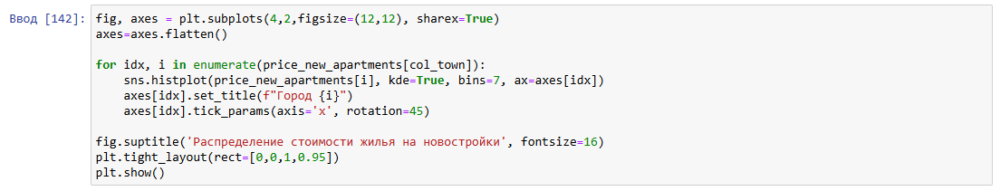 Ввод [142]: fig, axes = plt.subplots(4,2,figsize=(12,12), sharex=True)
axes=axes.flatten()
for idx, i in enumerate(price_new_apartments[col_town]):
    sns.histplot(price_new_apartments[i], kde=True, bins=7, ax=axes[idx])
    axes[idx].set_title(f"Город {i}")
    axes[idx].tick_params(axis='x', rotation=45)
fig.suptitle('Распределение стоимости жилья на новостройки', fontsize=16)
plt.tight_layout(rect=[0,0,1,0.95])
plt.show()